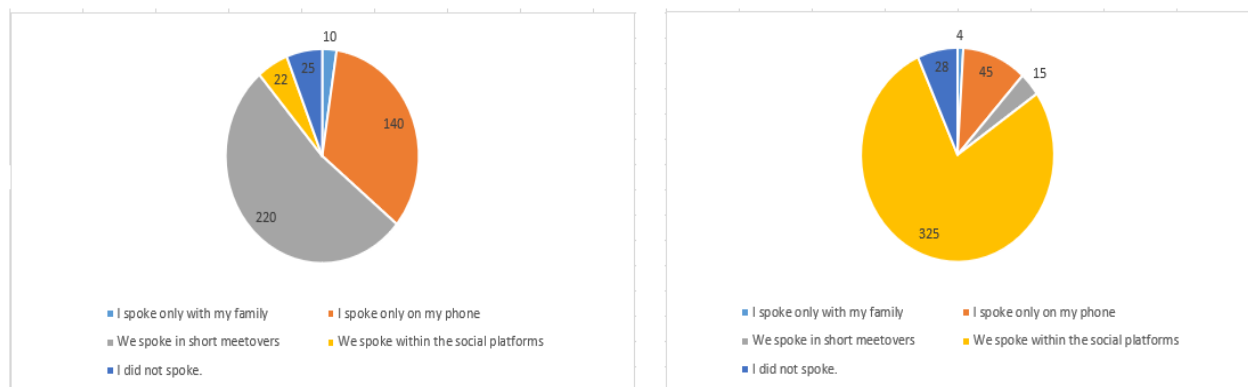 10
25
22
140
220
I spoke only with my family
I spoke only on my phone
We spoke in short meetovers
We spoke within the social platforms
I did not spoke.
4
28
45
15
325
I spoke only with my family
I spoke only on my phone
We spoke in short meetovers
We spoke within the social platforms
I did not spoke.